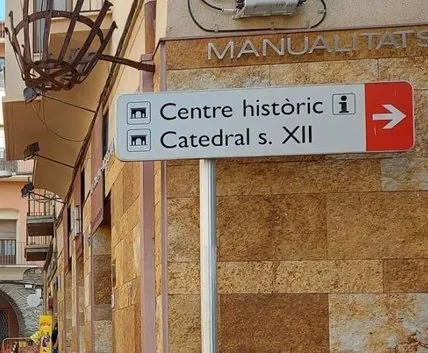 MANUALITATS
Centre històric i
Catedral s. XII